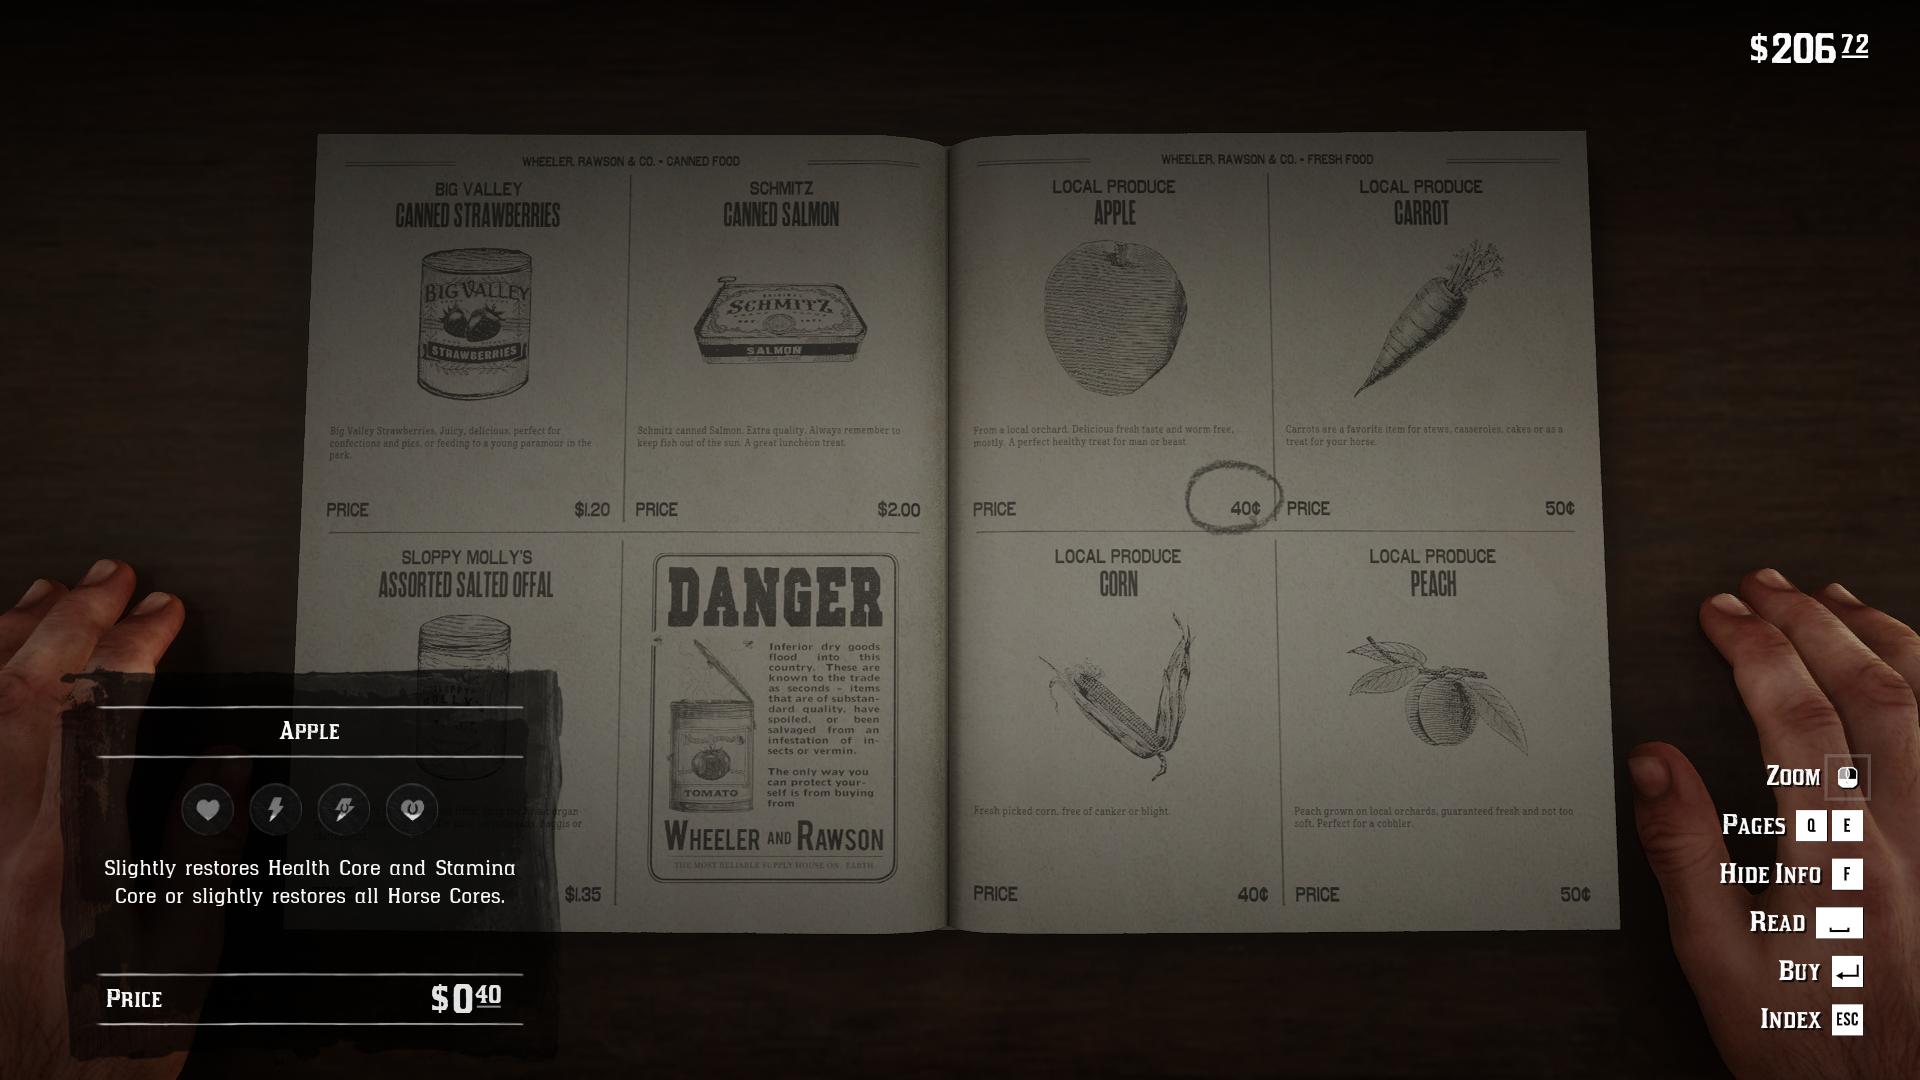 $206 72
WHEELER, RAWSON & CO. - CANNED FOOD
BIG VALLEY
CANNED STRAWBERRIES
BIG VALLEY
STRAWBERRIES
Big Valley Strawberries, Juicy, delicious, perfect for
confections and pies, or feeding to a young paramour in the
park.
PRICE $1.20
SCHMITZ
CANNED SALMON
SCHMITZ
SALMON
Schmitz canned Salmon. Extra quality. Always remember to
keep fish out of the sun. A great luncheon treat.
PRICE $2.00
SLOPPY MOLLY'S
ASSORTED SALTED OFFAL
$1.35
DANGER
Inferior dry goods
flood into this
country. These are
known to the trade
as seconds - items
that are of substan-
dard quality, have
spoiled, or been
salvaged from an
infestation of in-
sects or vermin.
The only way you
can protect your-
self is from buying
from
TOMATO
WHEELER AND RAWSON
THE MOST RELIABLE SUPPLY HOUSE ON EARTH
WHEELER, RAWSON & CO. - FRESH FOOD
LOCAL PRODUCE
APPLE
From a local orchard. Delicious fresh taste and worm free,
mostly. A perfect healthy treat for man or beast.
PRICE 40¢
LOCAL PRODUCE
CARROT
Carrots are a favorite item for stews, casseroles, cakes or as a
treat for your horse.
PRICE 50¢
LOCAL PRODUCE
CORN
Fresh picked corn, free of canker or blight.
PRICE 40¢
LOCAL PRODUCE
PEACH
Peach grown on local orchards, guaranteed fresh and not too
soft. Perfect for a cobbler.
PRICE 50¢
APPLE
Slightly restores Health Core and Stamina
Core or slightly restores all Horse Cores.
PRICE $0 40
ZOOM
PAGES Q E
HIDE INFO F
READ
BUY
INDEX ESC